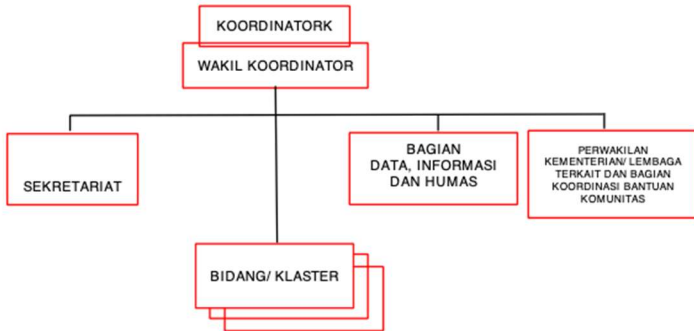 KOORDINATORK
WAKIL KOORDINATOR
SEKRETARIAT
BAGIAN
DATA, INFORMASI
DAN HUMAS
PERWAKILAN
KEMENTERIAN/ LEMBAGA
TERKAIT DAN BAGIAN
KOORDINASI BANTUAN
KOMUNITAS
BIDANG/ KLASTER